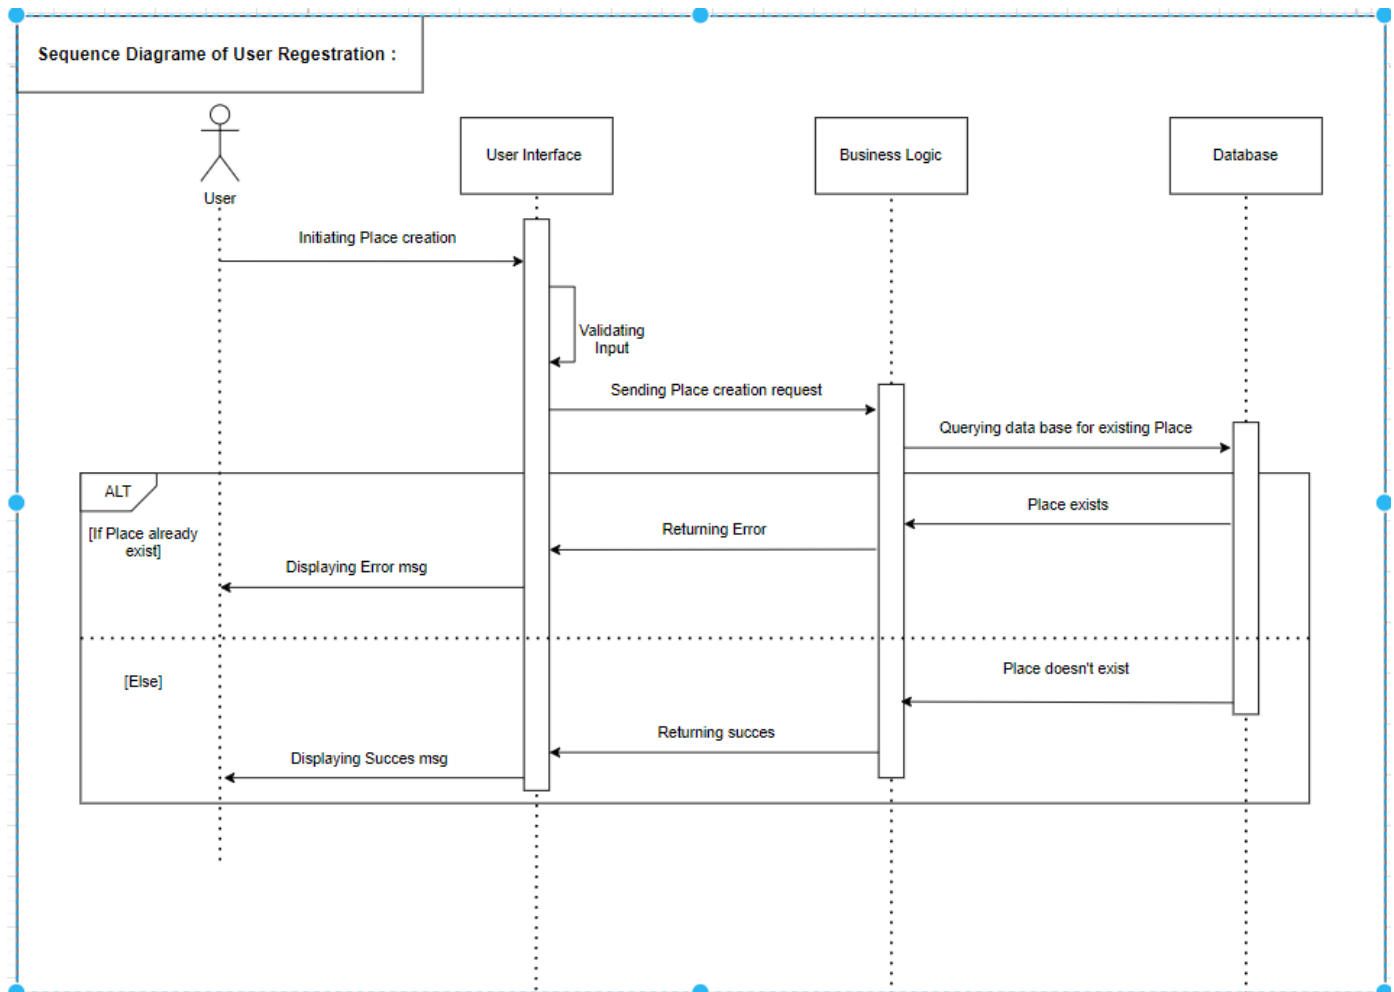 Sequence Diagrame of User Regestration :
User
User Interface
Business Logic
Database
Initiating Place creation
Validating
Input
Sending Place creation request
Querying data base for existing Place
ALT
[If Place already
exist]
Place exists
Returning Error
Displaying Error msg
[Else]
Place doesn't exist
Returning succes
Displaying Succes msg